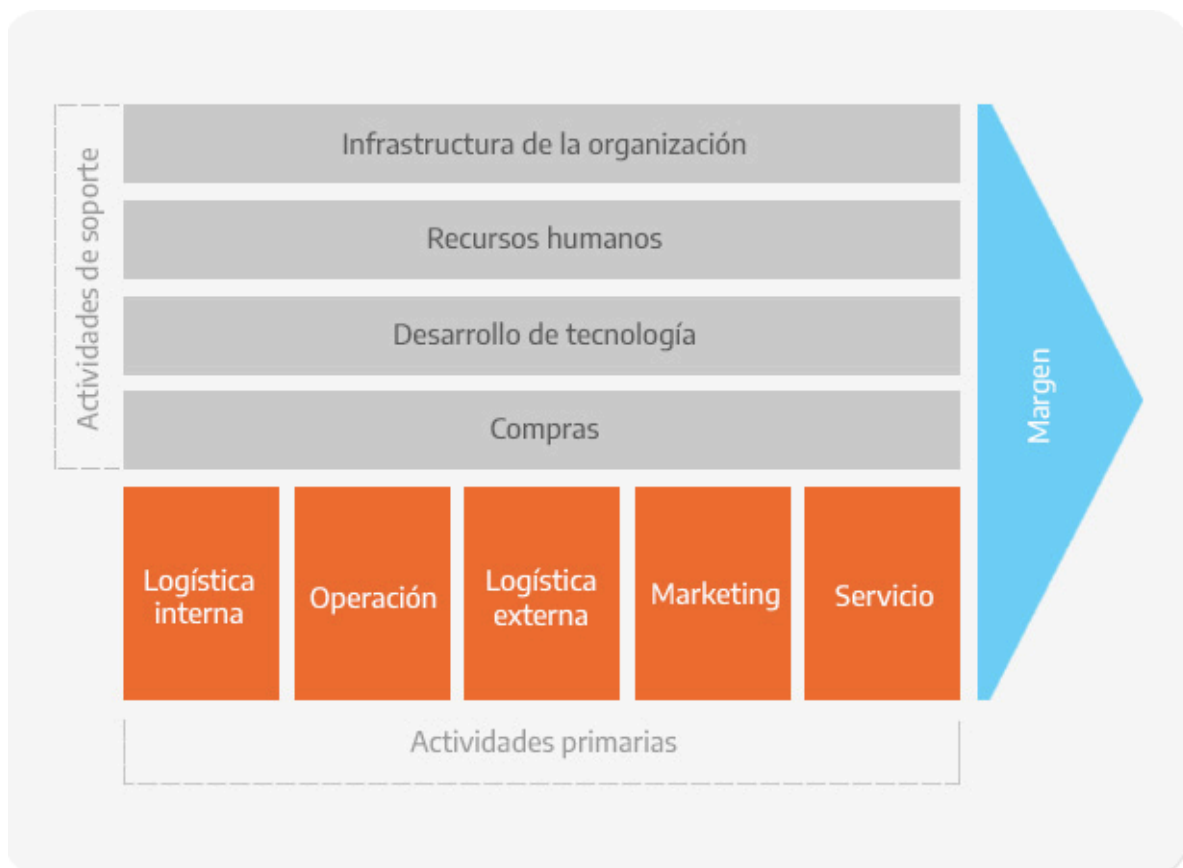 Actividades de soporte
Infrastructura de la organización
Recursos humanos
Desarrollo de tecnología
Compras
Logística
interna
Operación
Logística
externa
Marketing
Servicio
Margen
Actividades primarias